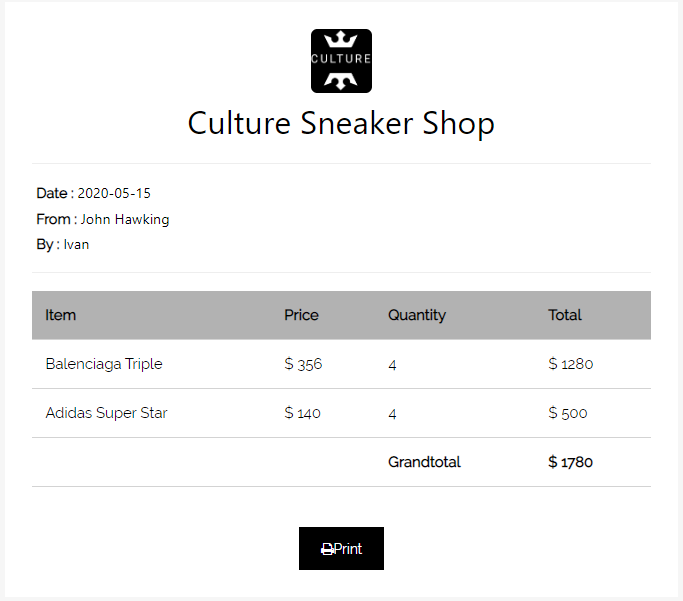 CULTURE
Culture Sneaker Shop
Date : 2020-05-15
From : John Hawking
By : Ivan
Item Price Quantity Total
Balenciaga Triple $ 356 4 $ 1280
Adidas Super Star $ 140 4 $ 500
Grandtotal $ 1780
Print